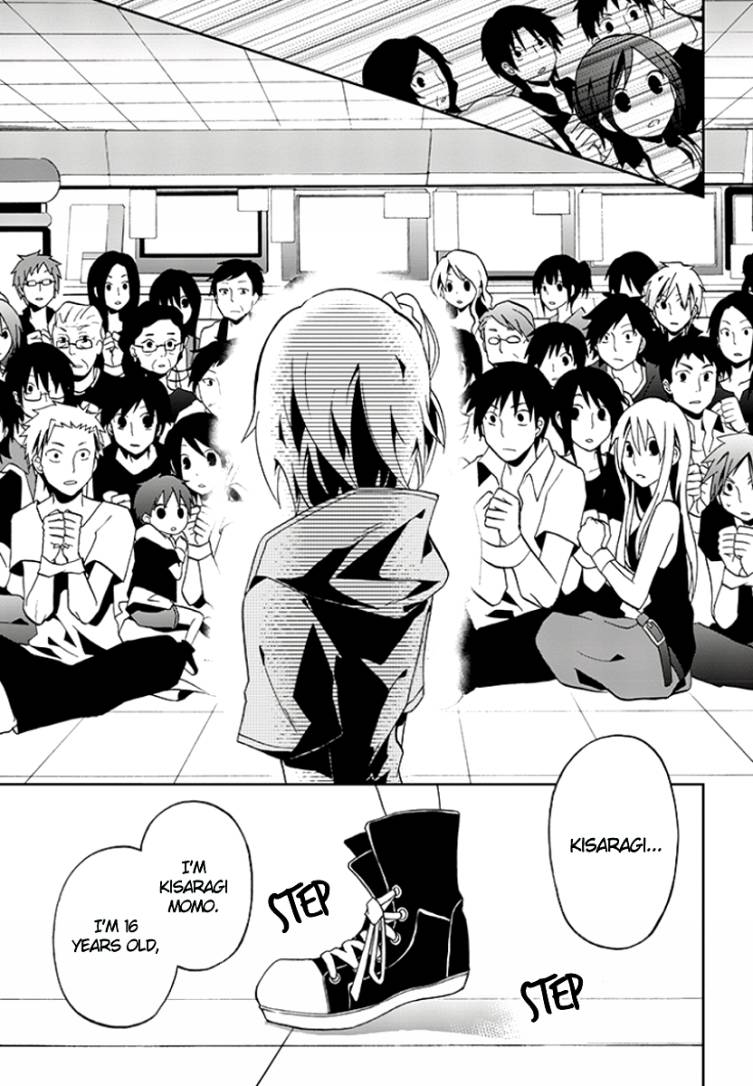 KISARAGI...
STEP
STEP
I'M
KISARAGI
MOMO.
I'M 16
YEARS OLD,